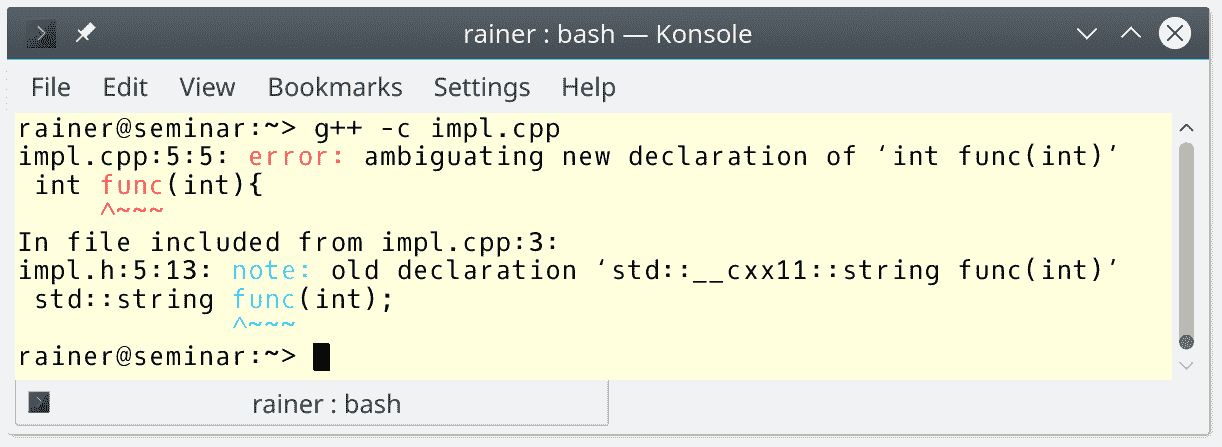 rainer : bash — Konsole
File Edit View Bookmarks Settings Help
rainer@seminar:~> g++ -c impl.cpp
impl.cpp:5:5: error: ambiguating new declaration of ‘int func(int)’
 int func(int){
     ^~~~
In file included from impl.cpp:3:
impl.h:5:13: note: old declaration ‘std::__cxx11::string func(int)’
 std::string func(int);
             ^~~~
rainer@seminar:~>
rainer : bash